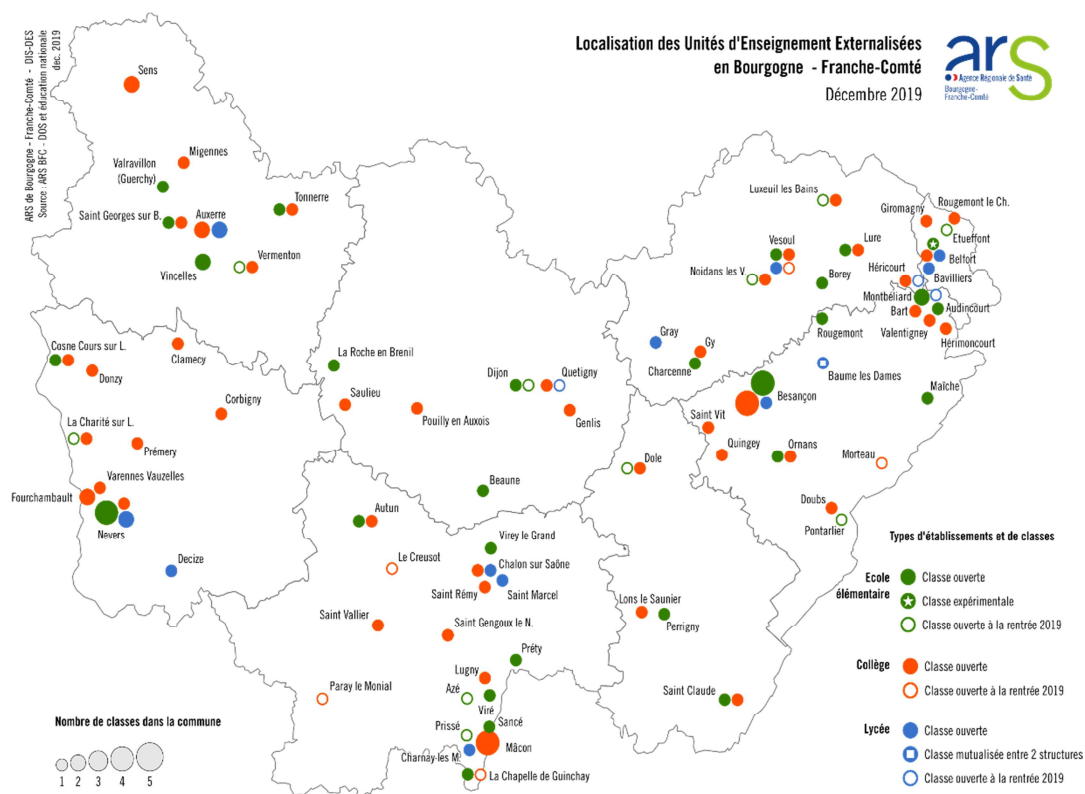 ARS de Bourgogne - Franche-Comté - DIS-DES
Source : ARS BFC - DOS et éducation nationale
dec. 2019
Localisation des Unités d'Enseignement Externalisées
en Bourgogne - Franche-Comté
Décembre 2019
ars
Agence Régionale de Santé
Bourgogne-
Franche-Comté
Sens
Migennes
Valravillon
(Guerchy)
Saint Georges sur B.
Auxerre
Tonnerre
Vincelles
Vermenton
Luxeuil les Bains
Rougemont le Ch.
Giromagny
Etueffont
Vesoul
Lure
Belfort
Noidans les V.
Borey
Héricourt
Bavilliers
Montbéliard
Audincourt
Bart
Valentigney
Hérimoncourt
Rougemont
Gray
Gy
Charcenne
Baume les Dames
Cosne Cours sur L.
Clamecy
Donzy
Corbigny
La Charité sur L.
Prémery
Varennes Vauzelles
Fourchambault
Nevers
Decize
La Roche en Brenil
Saulieu
Pouilly en Auxois
Dijon
Quetigny
Genlis
Beaune
Besançon
Maîche
Saint Vit
Quingey
Ornans
Morteau
Dole
Doubs
Pontarlier
Autun
Le Creusot
Virey le Grand
Chalon sur Saône
Saint Rémy
Saint Marcel
Saint Vallier
Saint Gengoux le N.
Lons le Saunier
Perrigny
Préty
Lugny
Paray le Monial
Azé
Viré
Saint Claude
Prissé
Sancé
Mâcon
Charnay les M.
La Chapelle de Guinchay
Types d'établissements et de classes
Ecole
élémentaire
Classe ouverte
Classe expérimentale
Classe ouverte à la rentrée 2019
Collège
Classe ouverte
Classe ouverte à la rentrée 2019
Lycée
Classe ouverte
Classe mutualisée entre 2 structures
Classe ouverte à la rentrée 2019
Nombre de classes dans la commune
1 2 3 4 5